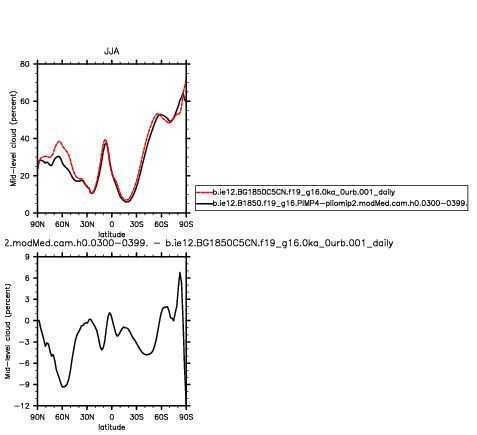 JJA
80
60
40
20
0
Mid-level cloud (percent)
90N 60N 30N 0 30S 60S 90S
latitude
b.ie12.BG1850C5CN.f19_g16.0ka_0urb.001_daily
b.ie12.B1850.f19_g16.PIMP4-pliomip2.modMed.cam.h0.0300-0399.
2.modMed.cam.h0.0300-0399. - b.ie12.BG1850C5CN.f19_g16.0ka_0urb.001_daily
9
6
3
0
-3
-6
-9
-12
Mid-level cloud (percent)
90N 60N 30N 0 30S 60S 90S
latitude